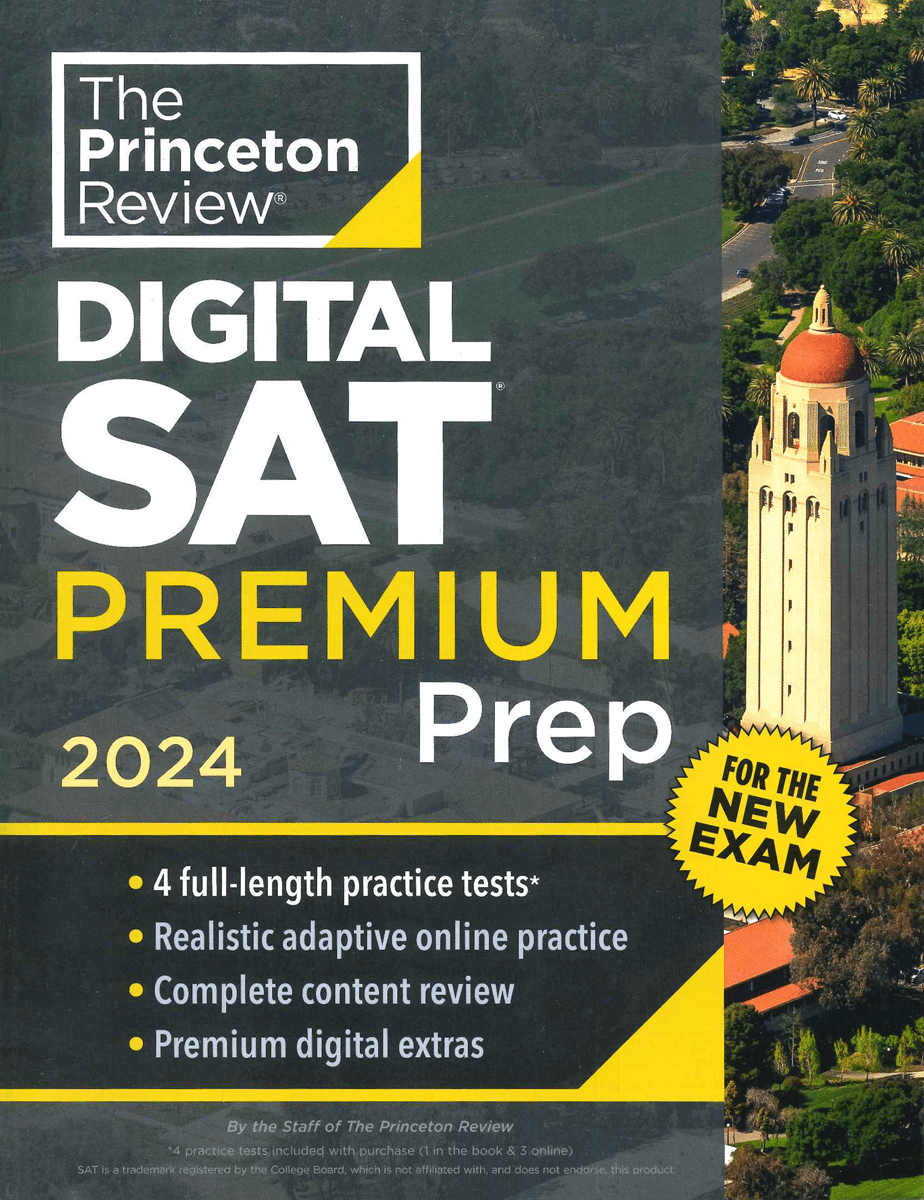 The
Princeton
Review®
DIGITAL
SAT®
PREMIUM
Prep
2024
FOR THE
NEW
EXAM
• 4 full-length practice tests*
• Realistic adaptive online practice
• Complete content review
• Premium digital extras
By the Staff of The Princeton Review
*4 practice tests included with purchase (1 in the book & 3 online)
SAT is a trademark registered by the College Board, which is not affiliated with, and does not endorse, this product.